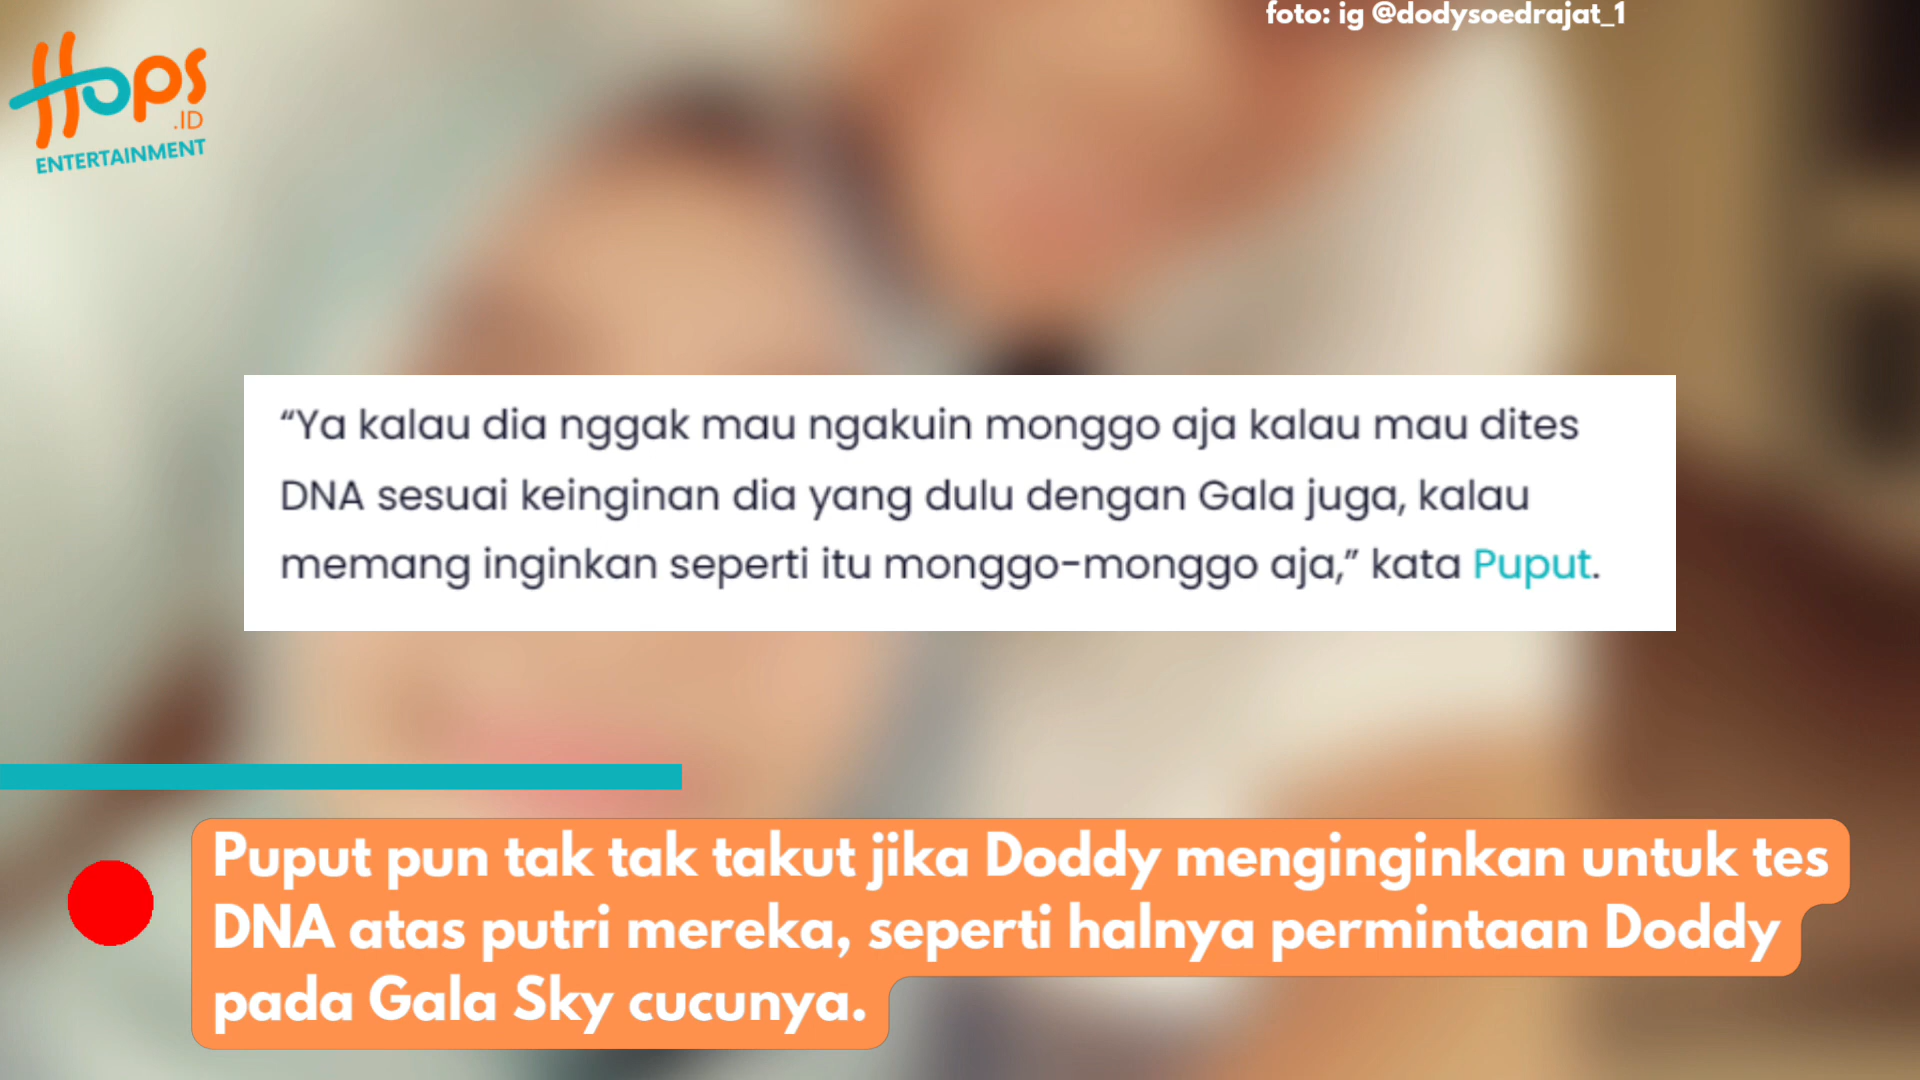 foto: ig @dodysoedrajat_1
Hops
.ID
ENTERTAINMENT
“Ya kalau dia nggak mau ngakuin monggo aja kalau mau dites
DNA sesuai keinginan dia yang dulu dengan Gala juga, kalau
memang inginkan seperti itu monggo-monggo aja,” kata Puput.
Puput pun tak tak takut jika Doddy menginginkan untuk tes
DNA atas putri mereka, seperti halnya permintaan Doddy
pada Gala Sky cucunya.